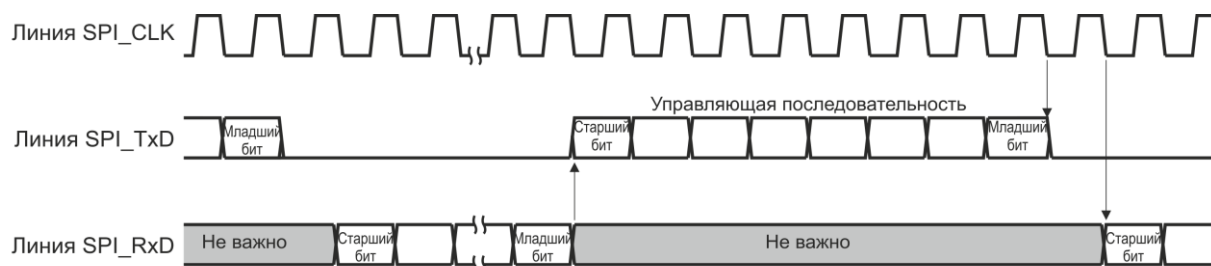 Линия SPI_CLK
Управляющая последовательность
Линия SPI_TxD
Младший
бит
Старший
бит
Младший
бит
Линия SPI_RxD
Не важно
Старший
бит
Младший
бит
Не важно
Старший
бит